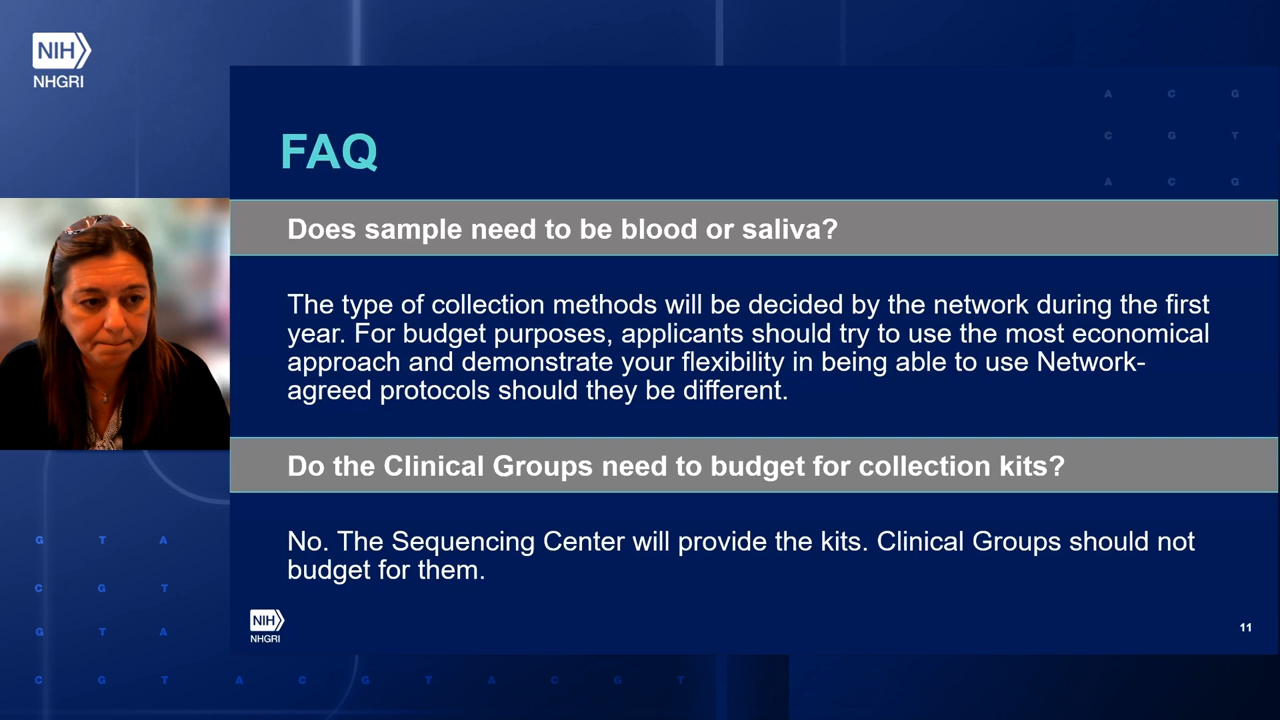 NIH
NHGRI
A C G
FAQ
C G T
A C G
Does sample need to be blood or saliva?
The type of collection methods will be decided by the network during the first
year. For budget purposes, applicants should try to use the most economical
approach and demonstrate your flexibility in being able to use Network-
agreed protocols should they be different.
Do the Clinical Groups need to budget for collection kits?
No. The Sequencing Center will provide the kits. Clinical Groups should not
budget for them.
G T A
C G T
NIH
NHGRI
11
G T A
C G T A C G T A C G T